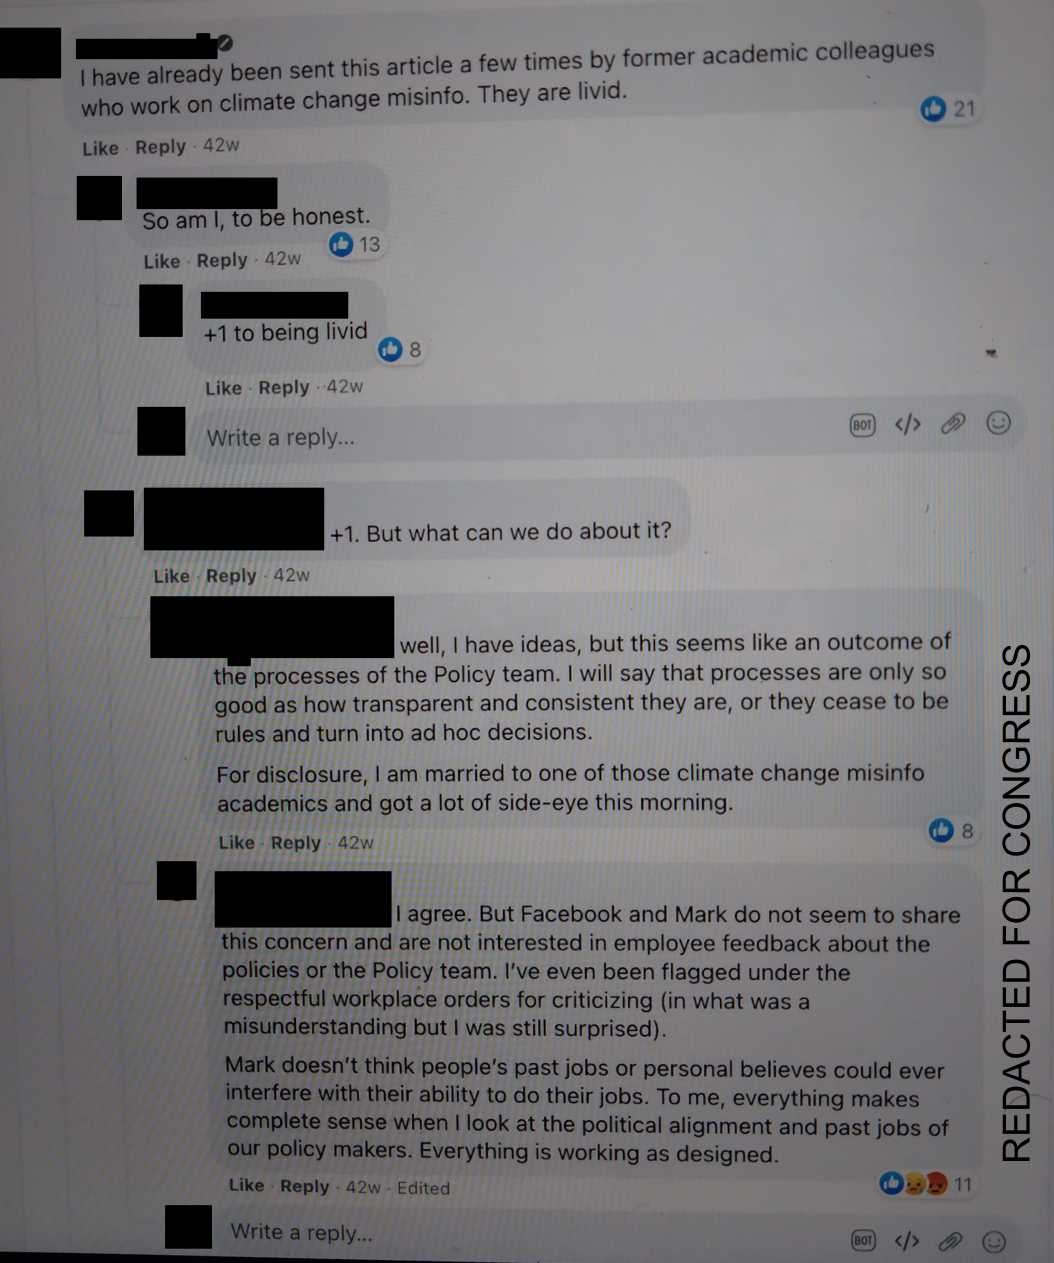 I have already been sent this article a few times by former academic colleagues
who work on climate change misinfo. They are livid.
21
Like · Reply · 42w
So am I, to be honest.
13
Like · Reply · 42w
+1 to being livid
8
Like · Reply · 42w
Write a reply...
BOT </>
+1. But what can we do about it?
Like · Reply · 42w
well, I have ideas, but this seems like an outcome of
the processes of the Policy team. I will say that processes are only so
good as how transparent and consistent they are, or they cease to be
rules and turn into ad hoc decisions.
For disclosure, I am married to one of those climate change misinfo
academics and got a lot of side-eye this morning.
8
Like · Reply · 42w
I agree. But Facebook and Mark do not seem to share
this concern and are not interested in employee feedback about the
policies or the Policy team. I've even been flagged under the
respectful workplace orders for criticizing (in what was a
misunderstanding but I was still surprised).
Mark doesn't think people's past jobs or personal believes could ever
interfere with their ability to do their jobs. To me, everything makes
complete sense when I look at the political alignment and past jobs of
our policy makers. Everything is working as designed.
Like · Reply · 42w · Edited
11
Write a reply...
BOT </>
REDACTED FOR CONGRESS